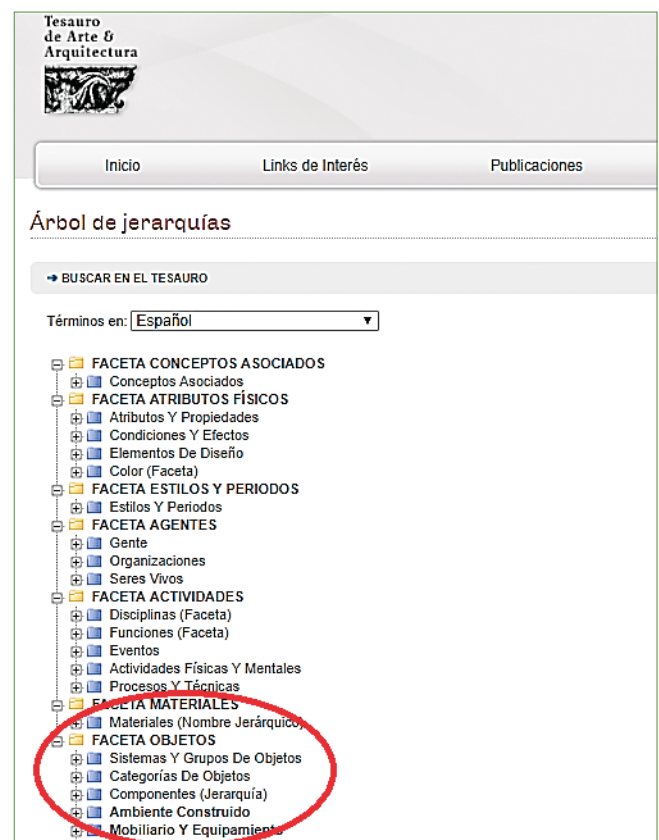 Tesauro
de Arte &
Arquitectura
Inicio Links de Interés Publicaciones
Árbol de jerarquías
BUSCAR EN EL TESAURO
Términos en: Español
FACETA CONCEPTOS ASOCIADOS
Conceptos Asociados
FACETA ATRIBUTOS FÍSICOS
Atributos Y Propiedades
Condiciones Y Efectos
Elementos De Diseño
Color (Faceta)
FACETA ESTILOS Y PERIODOS
Estilos Y Periodos
FACETA AGENTES
Gente
Organizaciones
Seres Vivos
FACETA ACTIVIDADES
Disciplinas (Faceta)
Funciones (Faceta)
Eventos
Actividades Físicas Y Mentales
Procesos Y Técnicas
FACETA MATERIALES
Materiales (Nombre Jerárquico)
FACETA OBJETOS
Sistemas Y Grupos De Objetos
Categorías De Objetos
Componentes (Jerarquía)
Ambiente Construido
Mobiliario Y Equipamiento